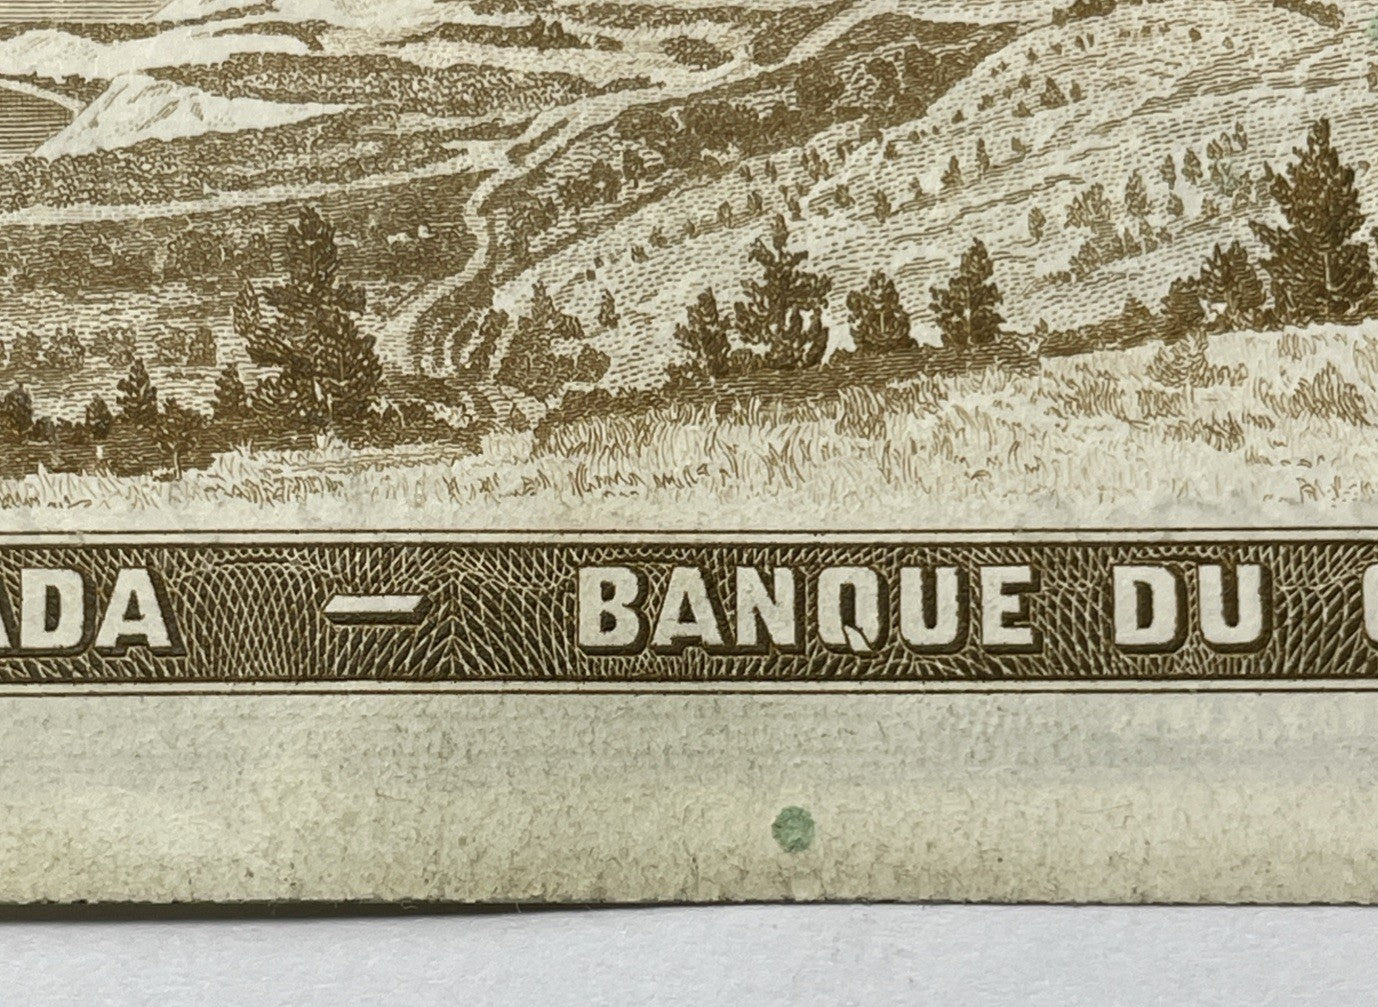 ADA — BANQUE DU